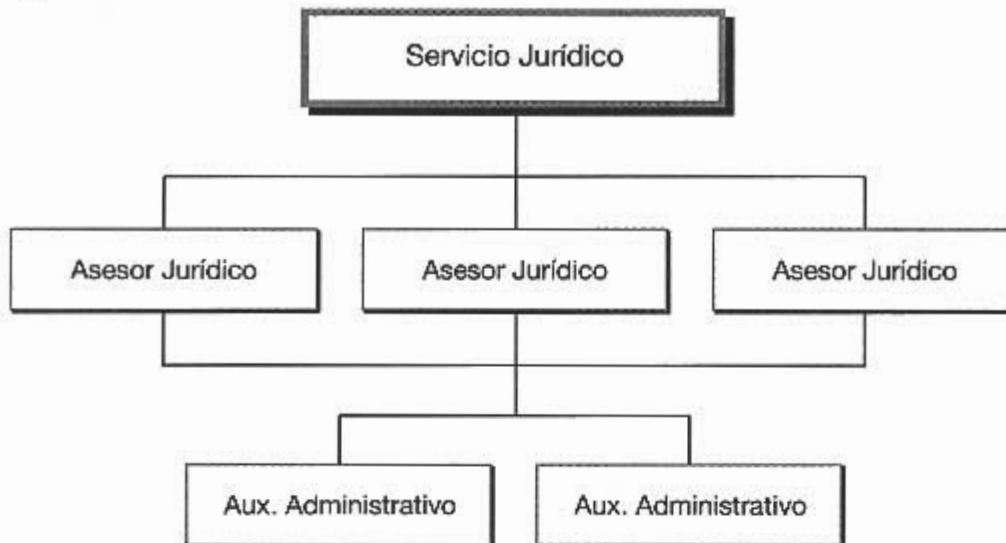 Servicio Jurídico
Asesor Jurídico
Asesor Jurídico
Asesor Jurídico
Aux. Administrativo
Aux. Administrativo